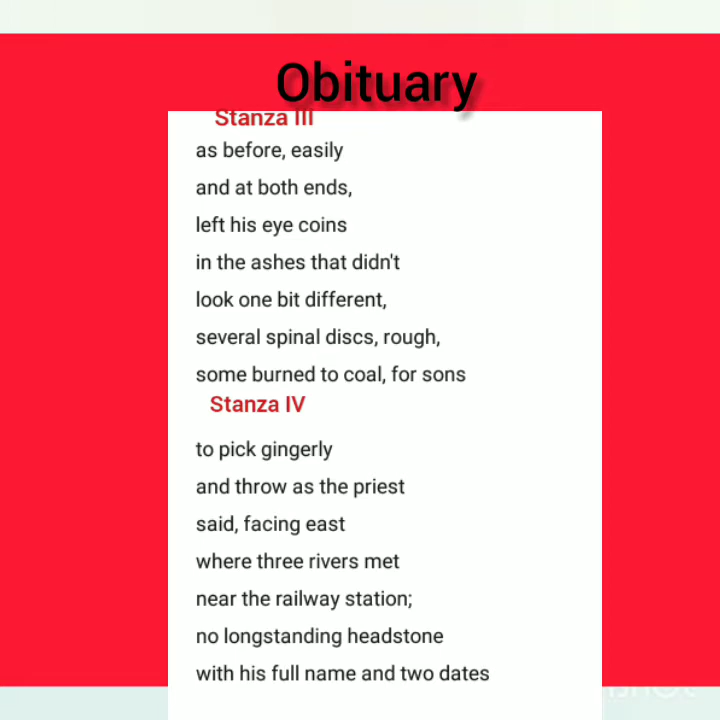 Obituary
Stanza III
as before, easily
and at both ends,
left his eye coins
in the ashes that didn't
look one bit different,
several spinal discs, rough,
some burned to coal, for sons
Stanza IV
to pick gingerly
and throw as the priest
said, facing east
where three rivers met
near the railway station;
no longstanding headstone
with his full name and two dates